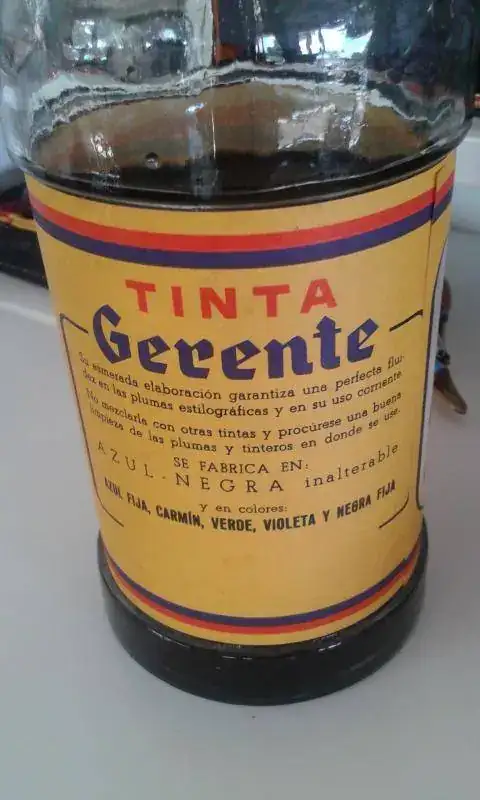 TINTA
Gerente
Su esmerada elaboración garantiza una perfecta flui-
dez en las plumas estilográficas y en su uso corriente
No mezclarla con otras tintas y procúrese una buena
limpieza de las plumas y tinteros en donde se use.
SE FABRICA EN:
AZUL-NEGRA inalterable
y en colores:
AZUL FIJA, CARMÍN, VERDE, VIOLETA Y NEGRA FIJA